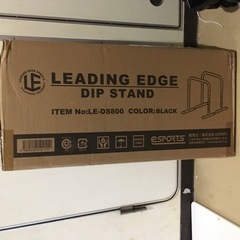 LE
LEADING EDGE
DIP STAND
ITEM No:LE-DS800 COLOR:BLACK
eSPORTS